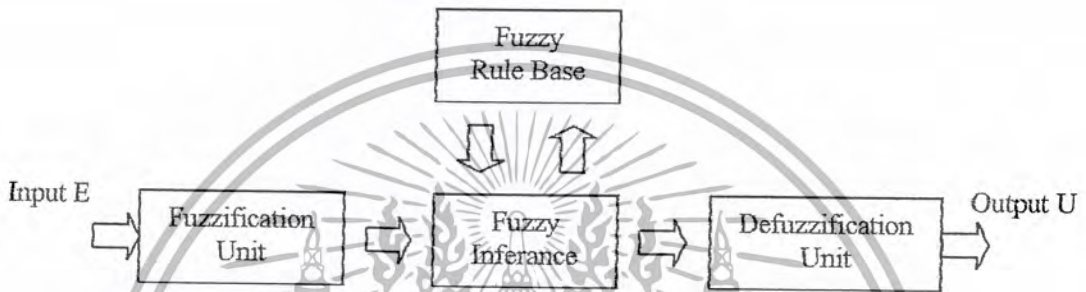 Fuzzy
Rule Base
Input E
Fuzzification
Unit
Fuzzy
Inferance
Defuzzification
Unit
Output U